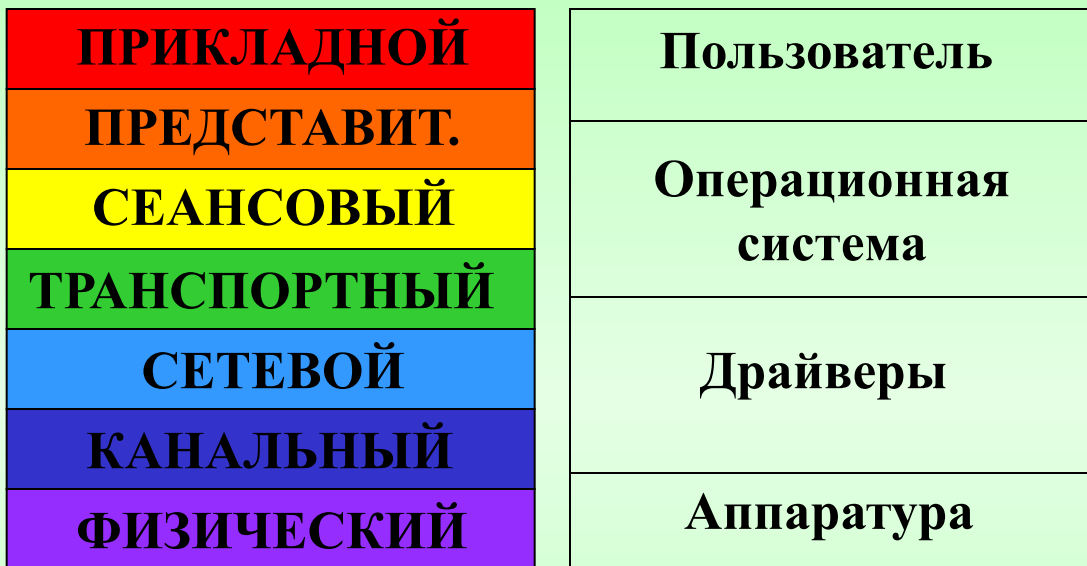 ПРИКЛАДНОЙ
ПРЕДСТАВИТ.
СЕАНСОВЫЙ
ТРАНСПОРТНЫЙ
СЕТЕВОЙ
КАНАЛЬНЫЙ
ФИЗИЧЕСКИЙ
Пользователь
Операционная
система
Драйверы
Аппаратура